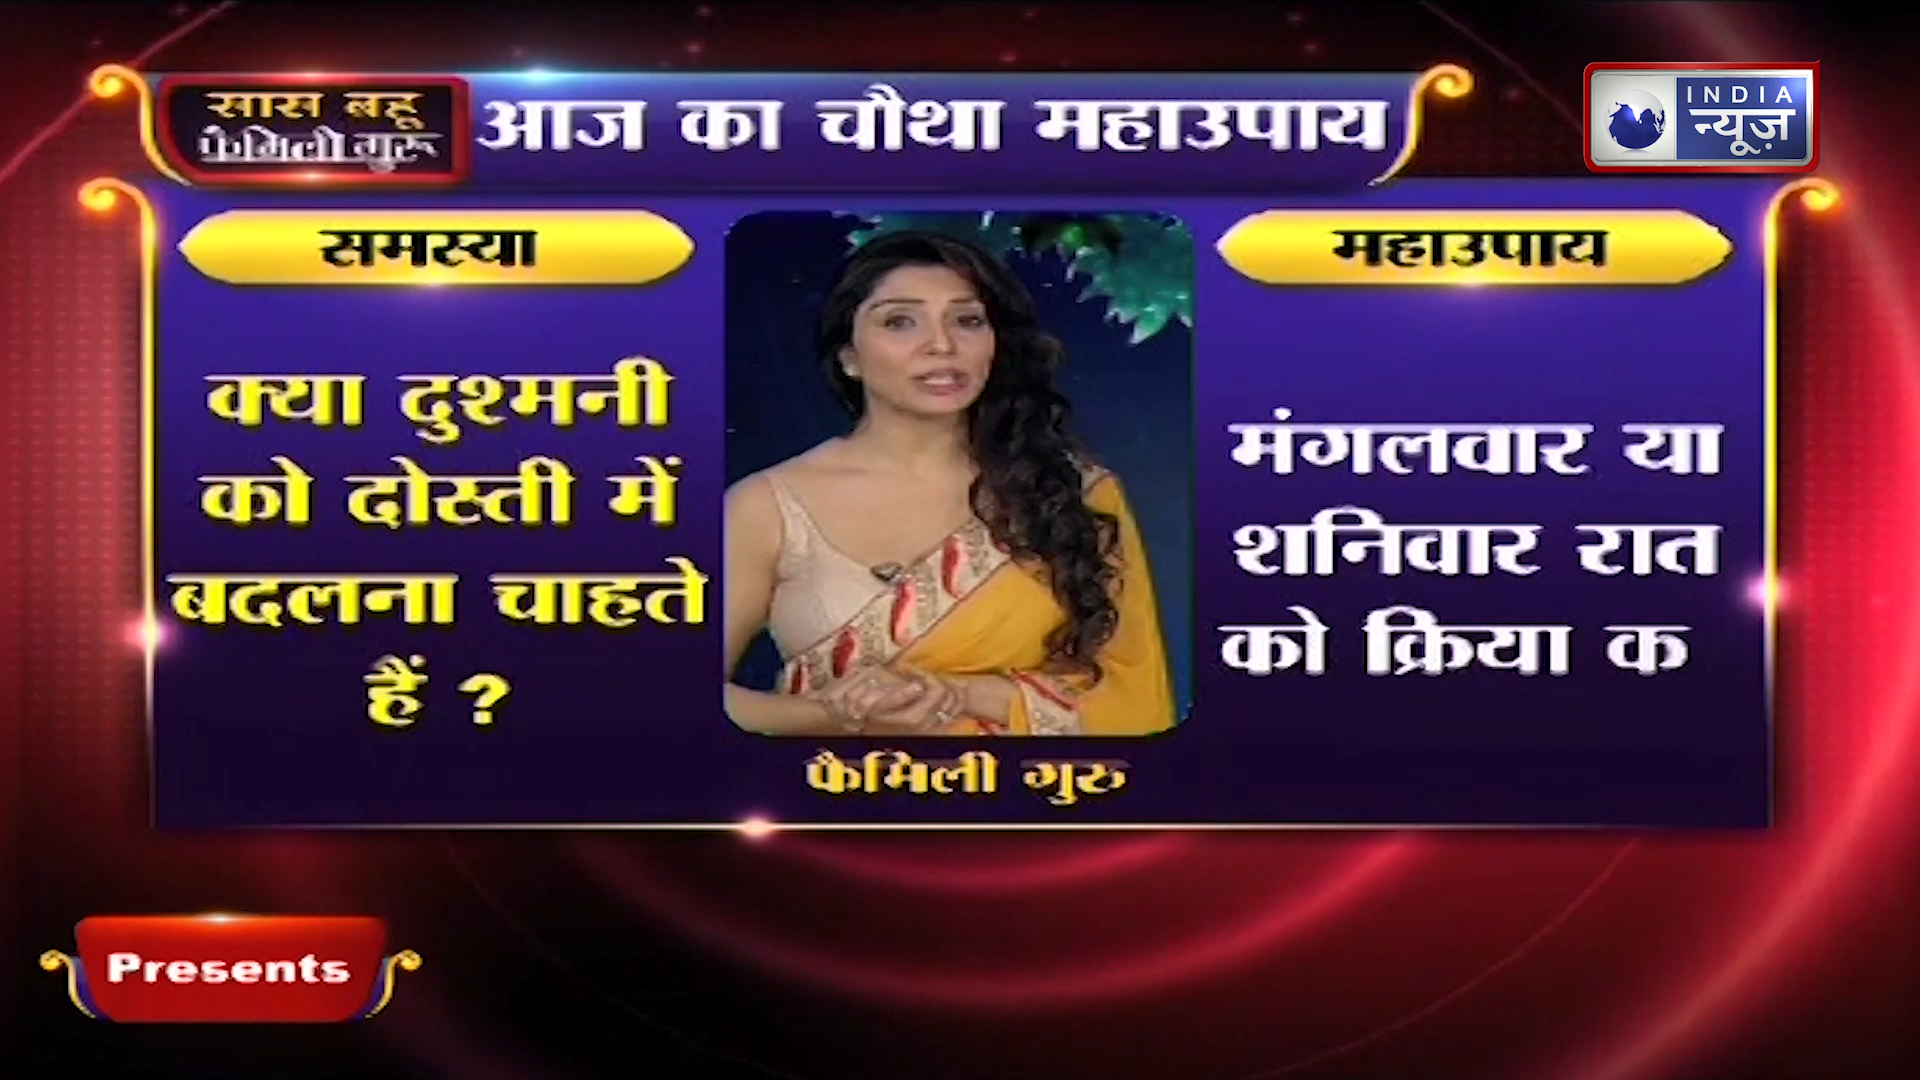 सास बहू
फैमिली गुरू
आज का चौथा महाउपाय
INDIA
न्यूज़
समस्या
महाउपाय
क्या दुश्मनी
को दोस्ती में
बदलना चाहते
हैं ?
मंगलवार या
शनिवार रात
को क्रिया क
फैमिली गुरु
Presents